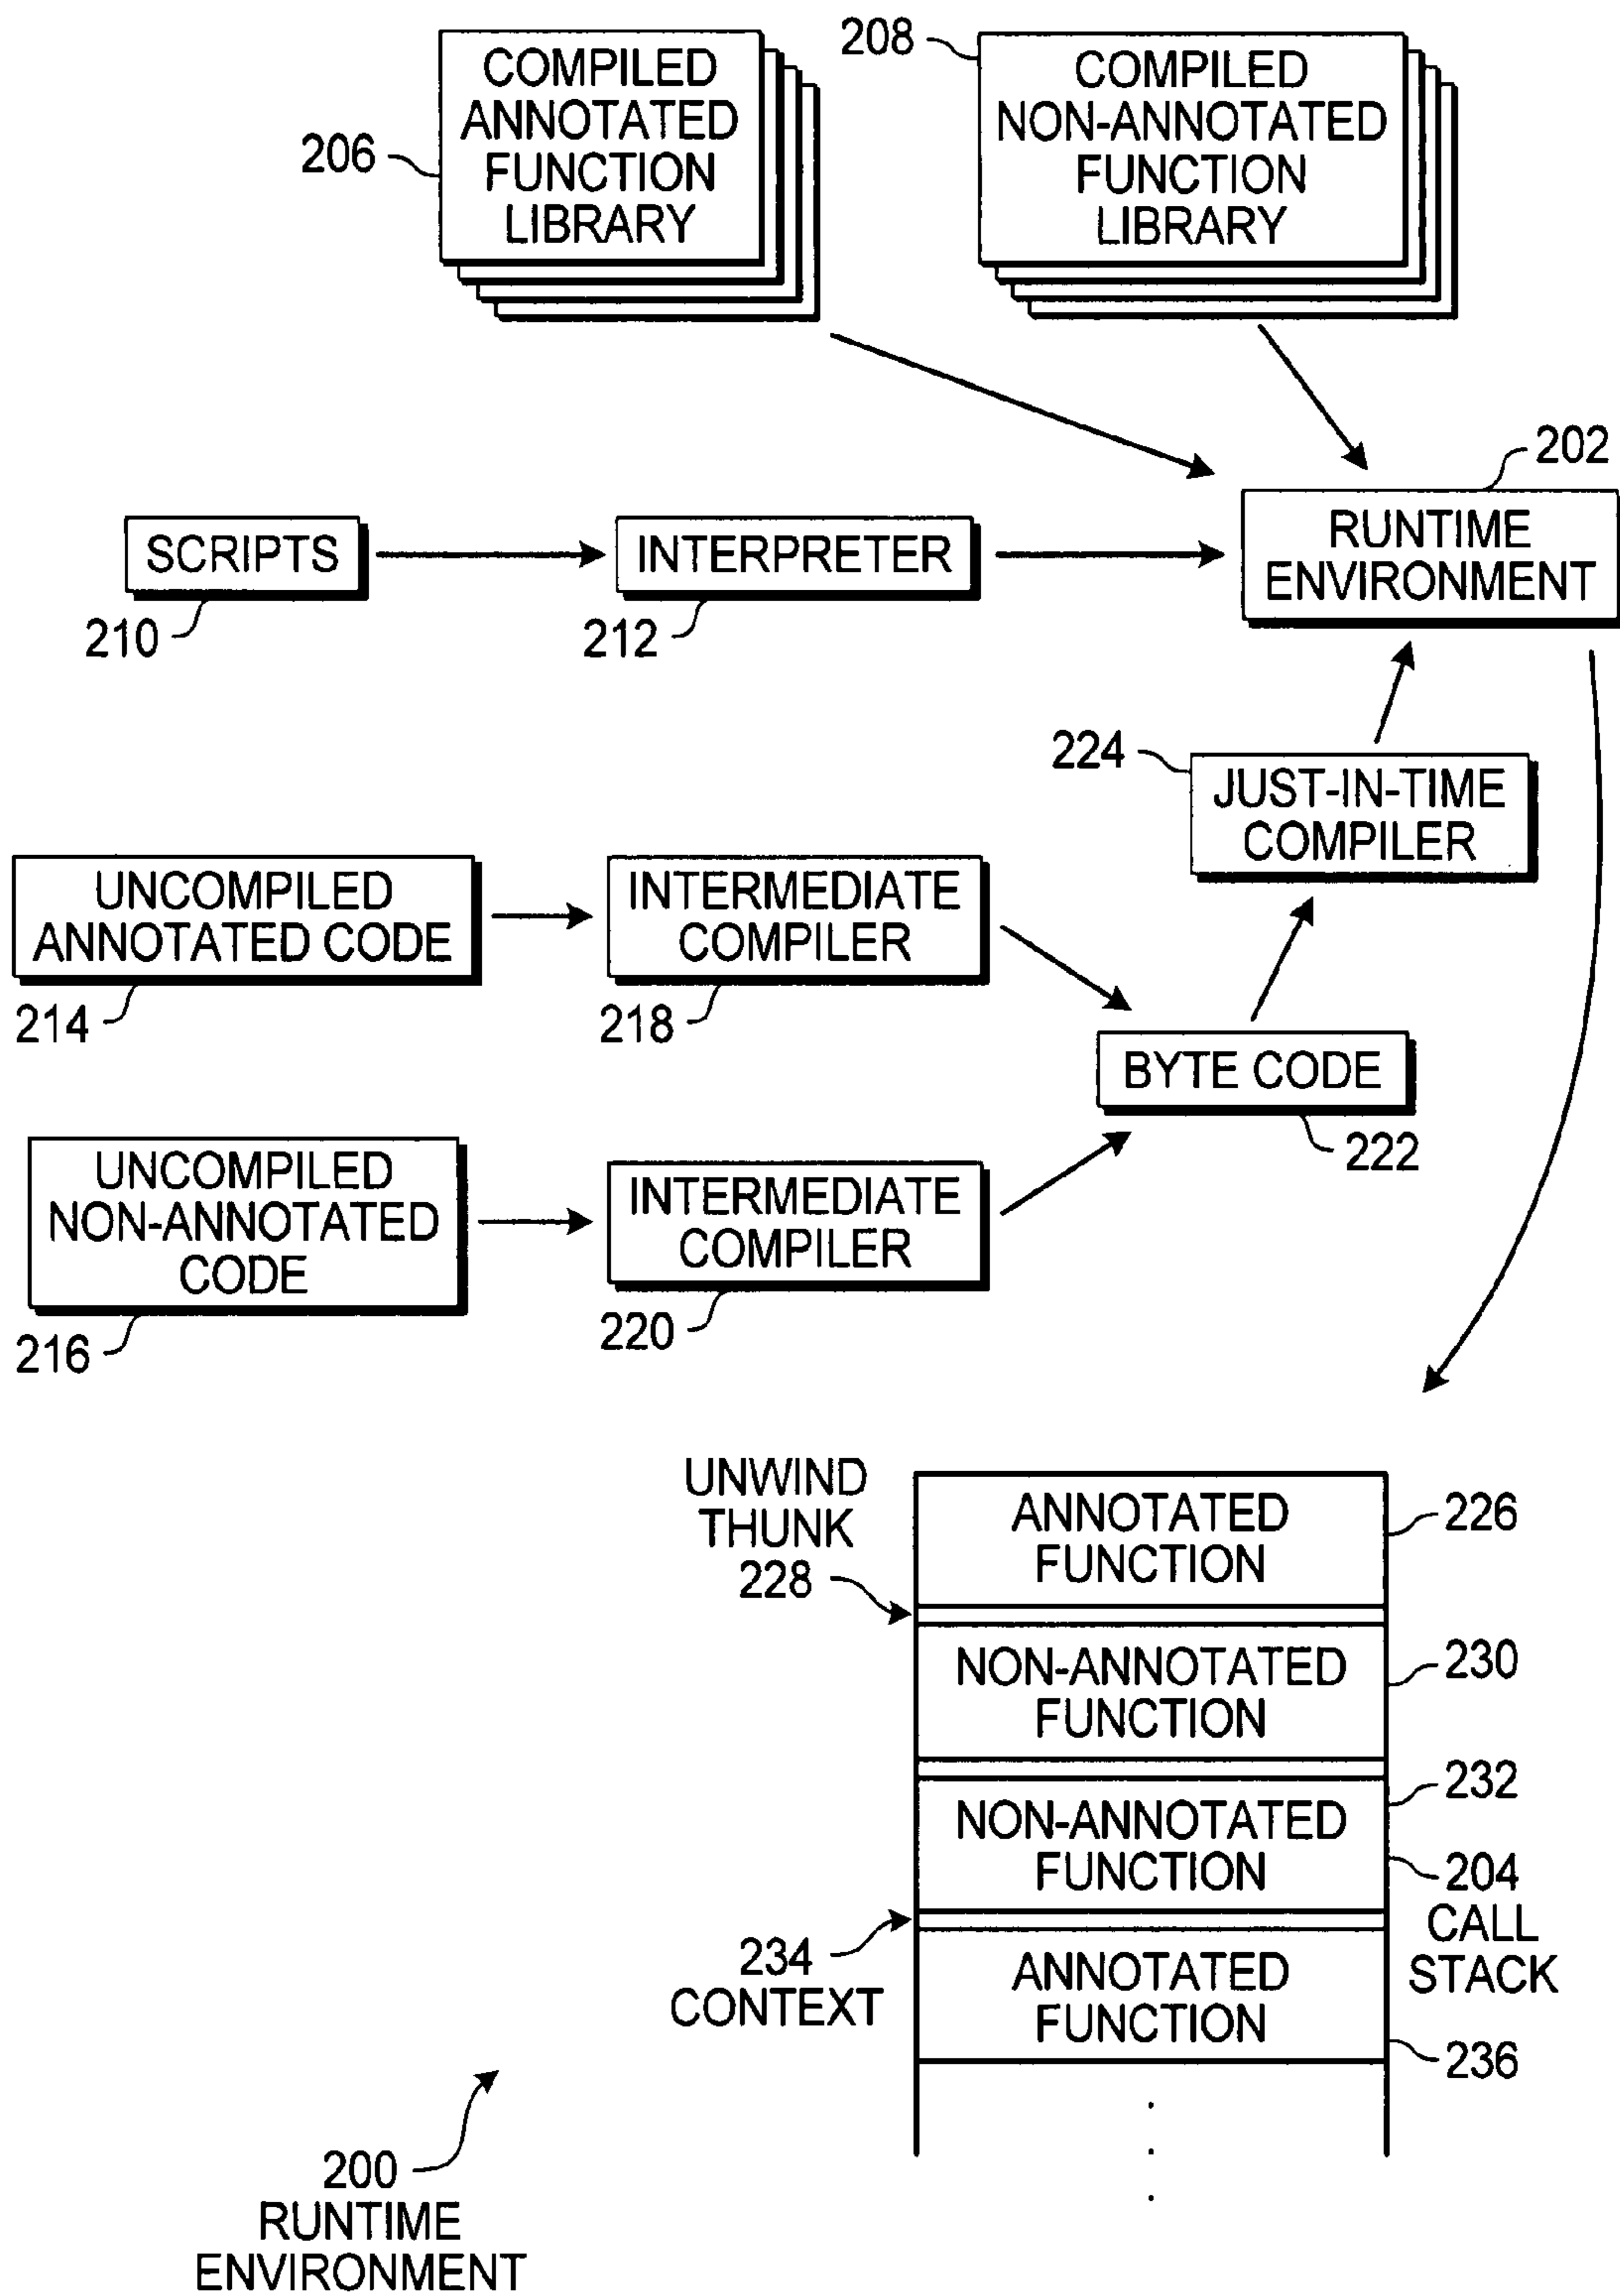 208
COMPILED
ANNOTATED
FUNCTION
LIBRARY
COMPILED
NON-ANNOTATED
FUNCTION
LIBRARY
206
202
SCRIPTS
INTERPRETER
RUNTIME
ENVIRONMENT
210
212
224
JUST-IN-TIME
COMPILER
UNCOMPILED
ANNOTATED CODE
INTERMEDIATE
COMPILER
214
218
BYTE CODE
222
UNCOMPILED
NON-ANNOTATED
CODE
INTERMEDIATE
COMPILER
216
220
UNWIND
THUNK
228
ANNOTATED
FUNCTION
226
NON-ANNOTATED
FUNCTION
230
232
NON-ANNOTATED
FUNCTION
204
CALL
STACK
234
CONTEXT
ANNOTATED
FUNCTION
236
200
RUNTIME
ENVIRONMENT